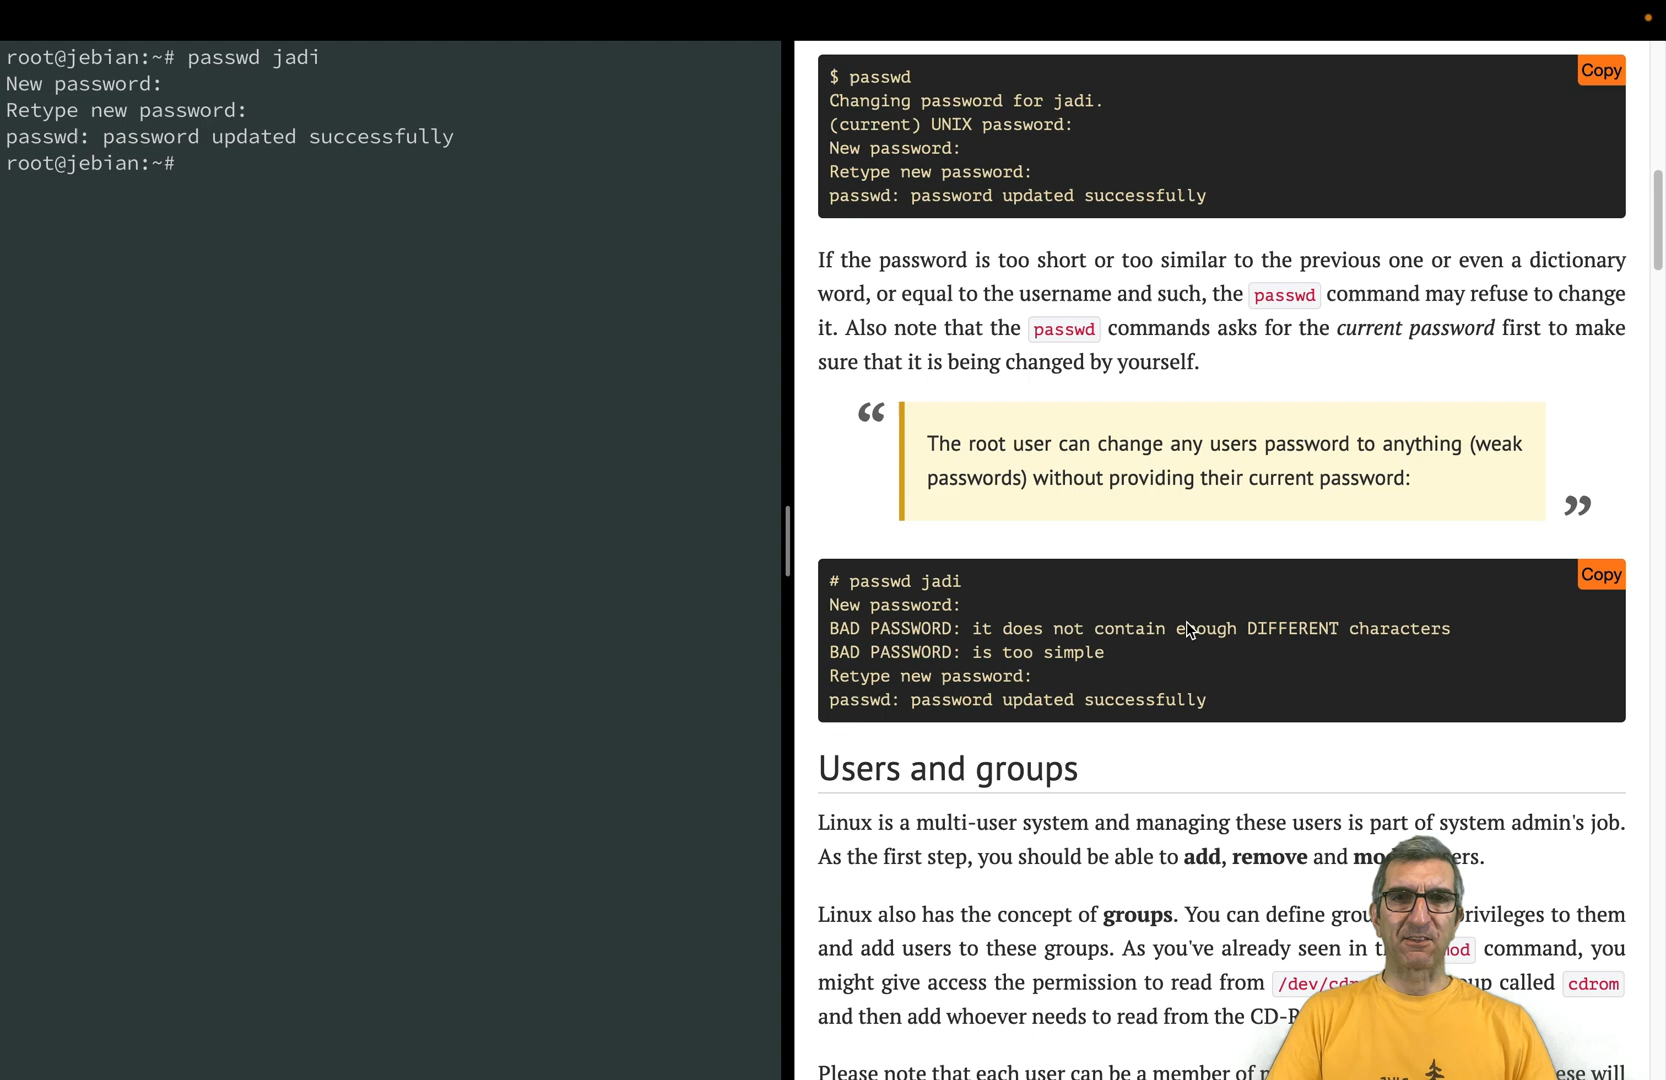 root@jebian:~# passwd jadi
New password:
Retype new password:
passwd: password updated successfully
root@jebian:~#
Copy
$ passwd
Changing password for jadi.
(current) UNIX password:
New password:
Retype new password:
passwd: password updated successfully
If the password is too short or too similar to the previous one or even a dictionary
word, or equal to the username and such, the passwd command may refuse to change
it. Also note that the passwd commands asks for the current password first to make
sure that it is being changed by yourself.
“
The root user can change any users password to anything (weak
passwords) without providing their current password:
”
Copy
# passwd jadi
New password:
BAD PASSWORD: it does not contain enough DIFFERENT characters
BAD PASSWORD: is too simple
Retype new password:
passwd: password updated successfully
Users and groups
Linux is a multi-user system and managing these users is part of system admin's job.
As the first step, you should be able to add, remove and
Linux also has the concept of groups. You can define
and add users to these groups. As you've already seen in command, you
might give access the permission to read from called cdrom
and then add whoever needs to read from the
Please note that each user can be a member of will